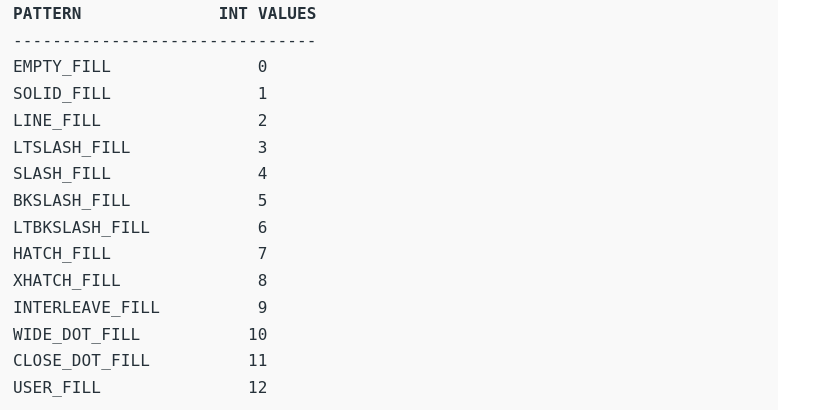 PATTERN              INT VALUES
-------------------------------
EMPTY_FILL               0
SOLID_FILL               1
LINE_FILL                2
LTSLASH_FILL             3
SLASH_FILL               4
BKSLASH_FILL             5
LTBKSLASH_FILL           6
HATCH_FILL               7
XHATCH_FILL              8
INTERLEAVE_FILL          9
WIDE_DOT_FILL           10
CLOSE_DOT_FILL          11
USER_FILL               12